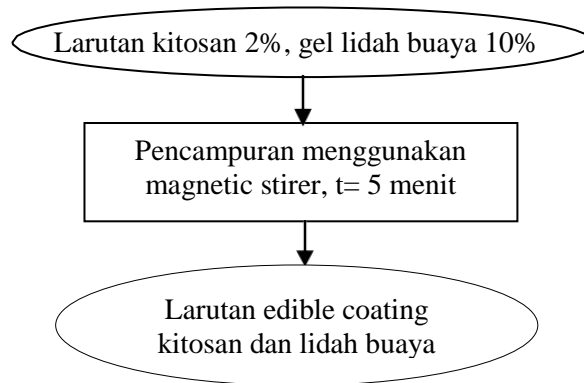 Larutan kitosan 2%, gel lidah buaya 10%
Pencampuran menggunakan
magnetic stirer, t= 5 menit
Larutan edible coating
kitosan dan lidah buaya